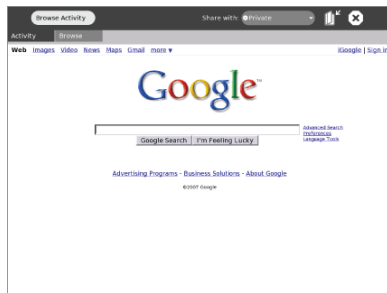 Browse Activity Share with: Private
Activity Browse
Web Images Video News Maps Gmail more ▼ iGoogle | Sign in
Google™
Advanced Search
Preferences
Language Tools
Google Search I'm Feeling Lucky
Advertising Programs - Business Solutions - About Google
©2007 Google